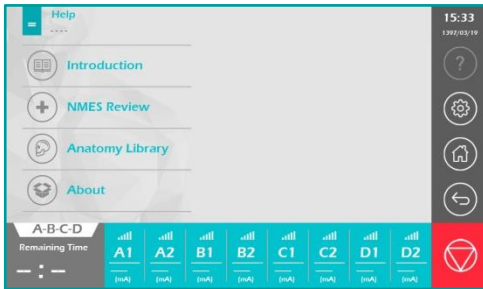 Help
----
Introduction
NMES Review
Anatomy Library
About
15:33
1397/03/19
?
A-B-C-D
Remaining Time
-- : --
A1 A2 B1 B2 C1 C2 D1 D2
(mA) (mA) (mA) (mA) (mA) (mA) (mA) (mA)